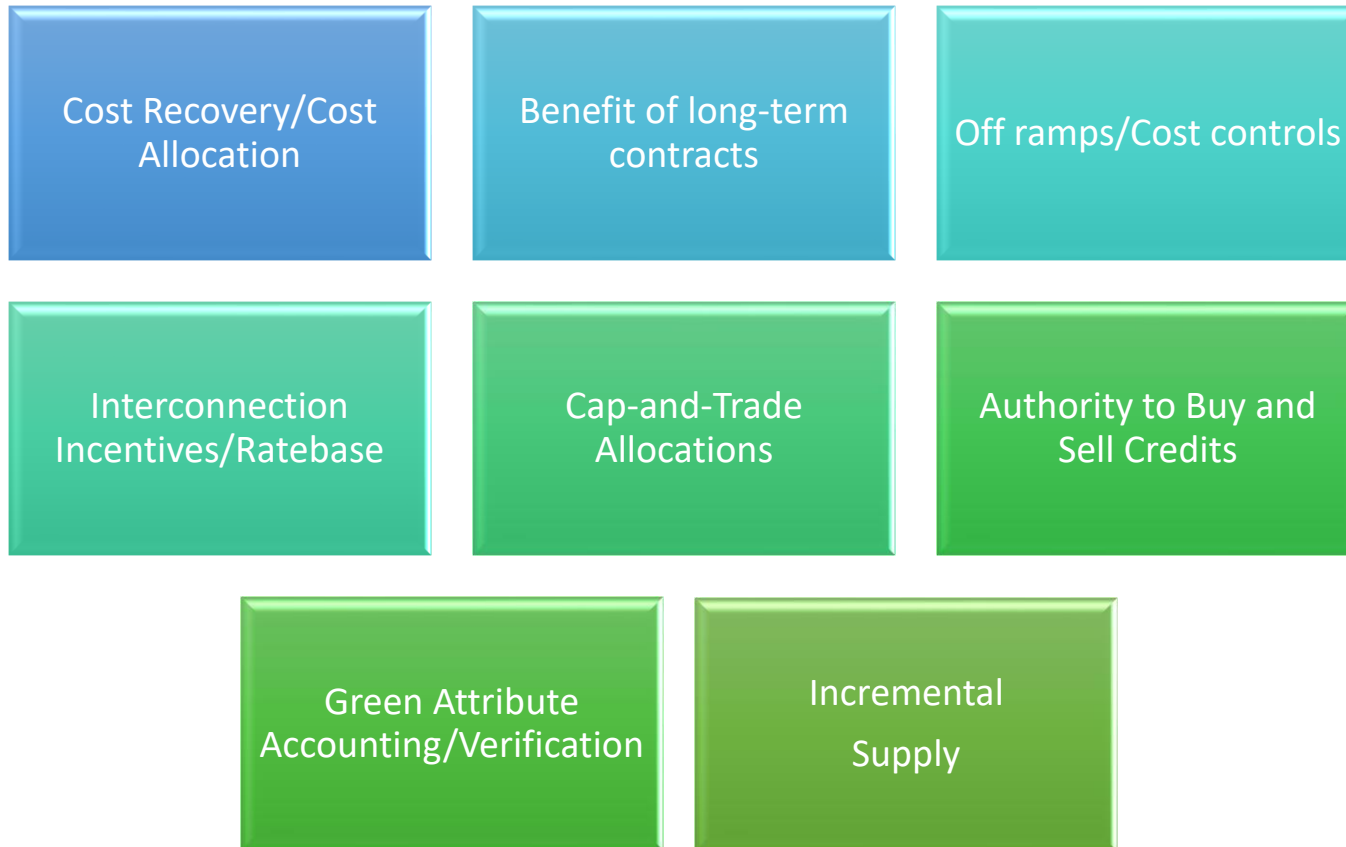 Cost Recovery/Cost
Allocation
Benefit of long-term
contracts
Off ramps/Cost controls
Interconnection
Incentives/Ratebase
Cap-and-Trade
Allocations
Authority to Buy and
Sell Credits
Green Attribute
Accounting/Verification
Incremental
Supply